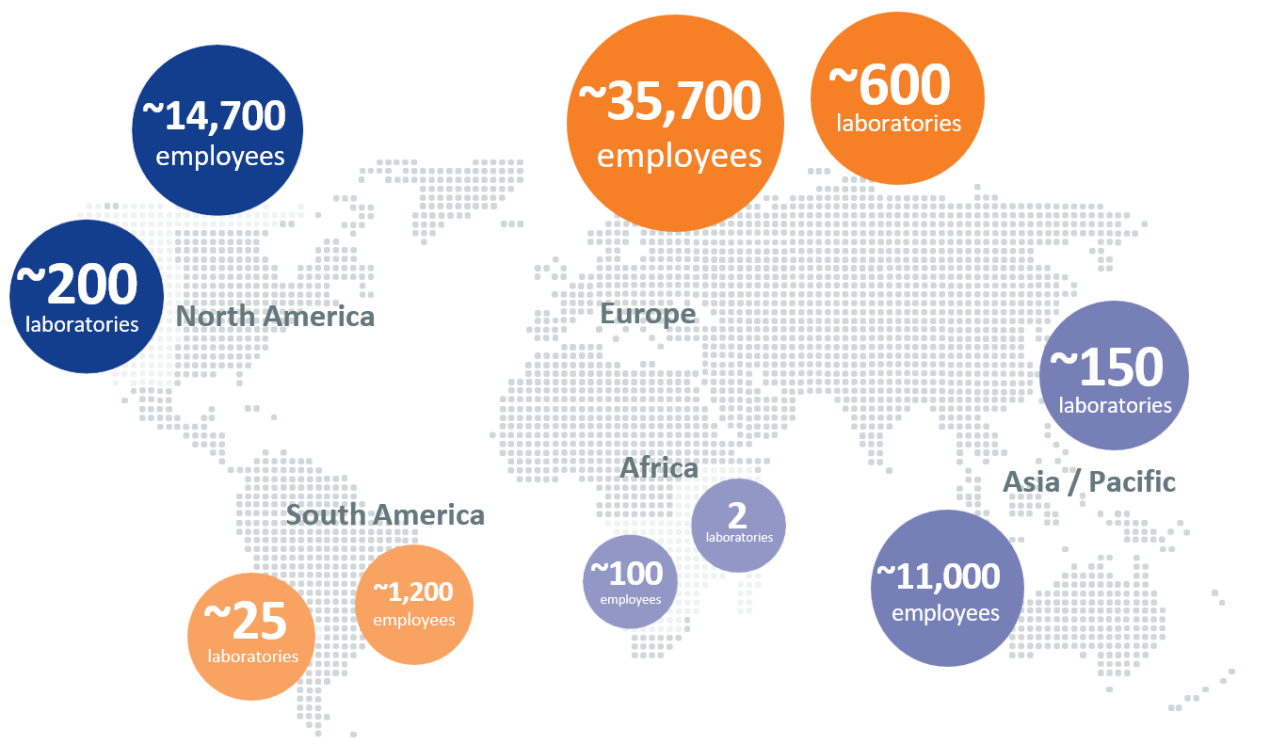 ~14,700
employees
~200
laboratories
North America
~35,700
employees
~600
laboratories
Europe
~150
laboratories
Asia / Pacific
~11,000
employees
Africa
2
laboratories
~100
employees
South America
~25
laboratories
~1,200
employees